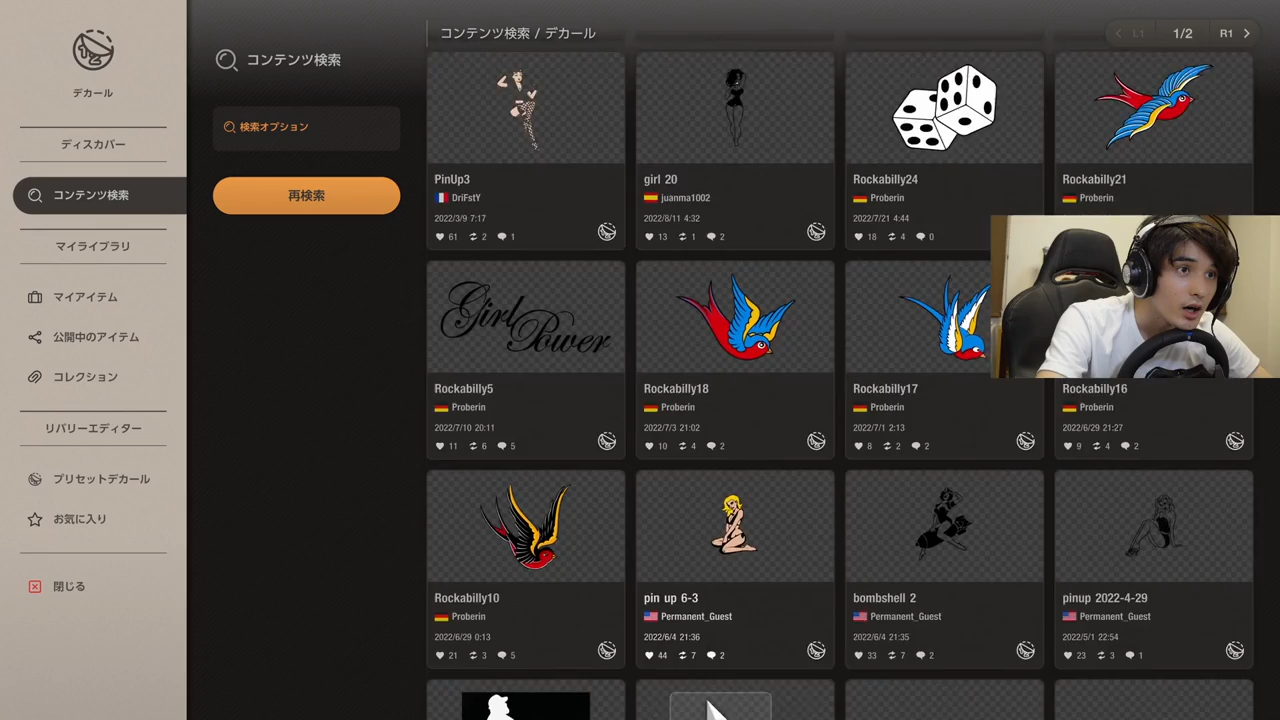 デカール
ディスカバー
コンテンツ検索
マイライブラリ
マイアイテム
公開中のアイテム
コレクション
リバリーエディター
プリセットデカール
お気に入り
閉じる
コンテンツ検索
検索オプション
再検索
コンテンツ検索 / デカール
L1 1/2 R1
PinUp3
DriFstY
2022/3/9 7:17
61 2 1
girl 20
juanma1002
2022/8/11 4:32
13 1 2
Rockabilly24
Proberin
2022/7/21 4:44
18 4 0
Rockabilly21
Proberin
Girl Power
Rockabilly5
Proberin
2022/7/10 20:11
11 6 5
Rockabilly18
Proberin
2022/7/3 21:02
10 4 2
Rockabilly17
Proberin
2022/7/1 2:13
8 2 2
Rockabilly16
Proberin
2022/6/29 21:27
9 4 2
Rockabilly10
Proberin
2022/6/29 0:13
21 3 5
pin up 6-3
Permanent_Guest
2022/6/4 21:36
44 7 2
bombshell 2
Permanent_Guest
2022/6/4 21:35
33 7 2
pinup 2022-4-29
Permanent_Guest
2022/5/1 22:54
23 3 1